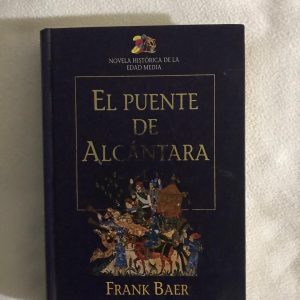 NOVELA HISTÓRICA DE LA
EDAD MEDIA
EL PUENTE
DE
ALCÁNTARA
FRANK BAER